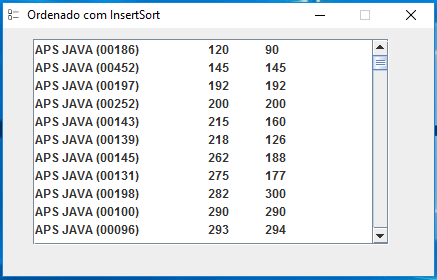 Ordenado com InsertSort
APS JAVA (00186) 120 90
APS JAVA (00452) 145 145
APS JAVA (00197) 192 192
APS JAVA (00252) 200 200
APS JAVA (00143) 215 160
APS JAVA (00139) 218 126
APS JAVA (00145) 262 188
APS JAVA (00131) 275 177
APS JAVA (00198) 282 300
APS JAVA (00100) 290 290
APS JAVA (00096) 293 294